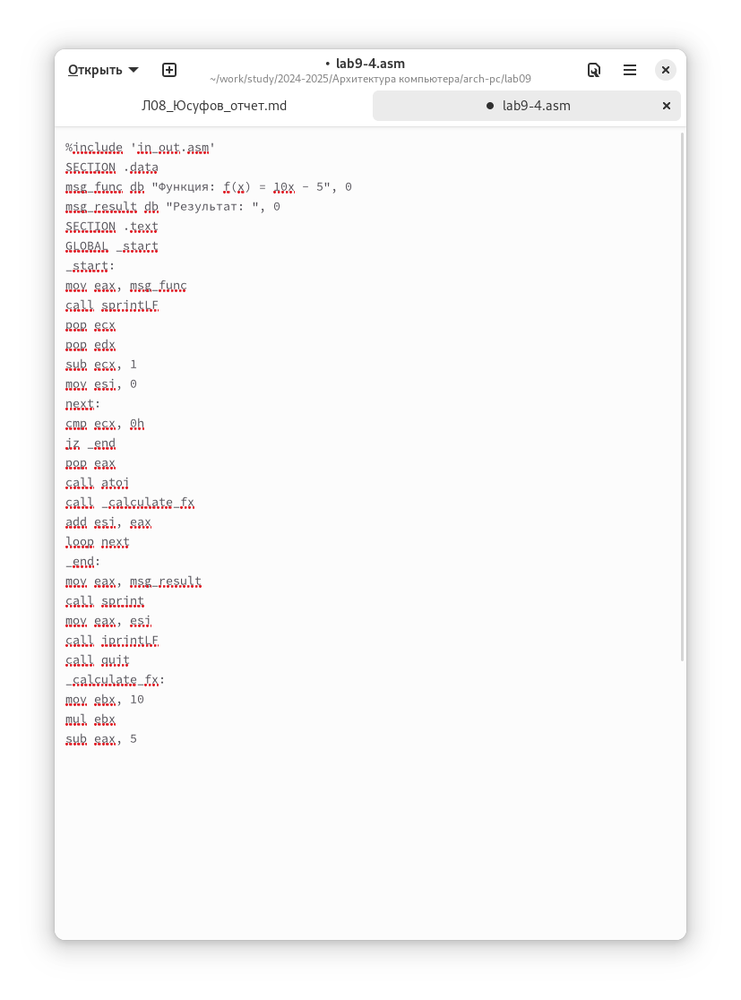 Открыть
• lab9-4.asm
~/work/study/2024-2025/Архитектура компьютера/arch-pc/lab09
Л08_Юсуфов_отчет.md
● lab9-4.asm
%include 'in_out.asm'
SECTION .data
msg_func db "Функция: f(x) = 10x - 5", 0
msg_result db "Результат: ", 0
SECTION .text
GLOBAL _start
_start:
mov eax, msg_func
call sprintLF
pop ecx
pop edx
sub ecx, 1
mov esi, 0
next:
cmp ecx, 0h
jz _end
pop eax
call atoi
call _calculate_fx
add esi, eax
loop next
_end:
mov eax, msg_result
call sprint
mov eax, esi
call iprintLF
call quit
_calculate_fx:
mov ebx, 10
mul ebx
sub eax, 5